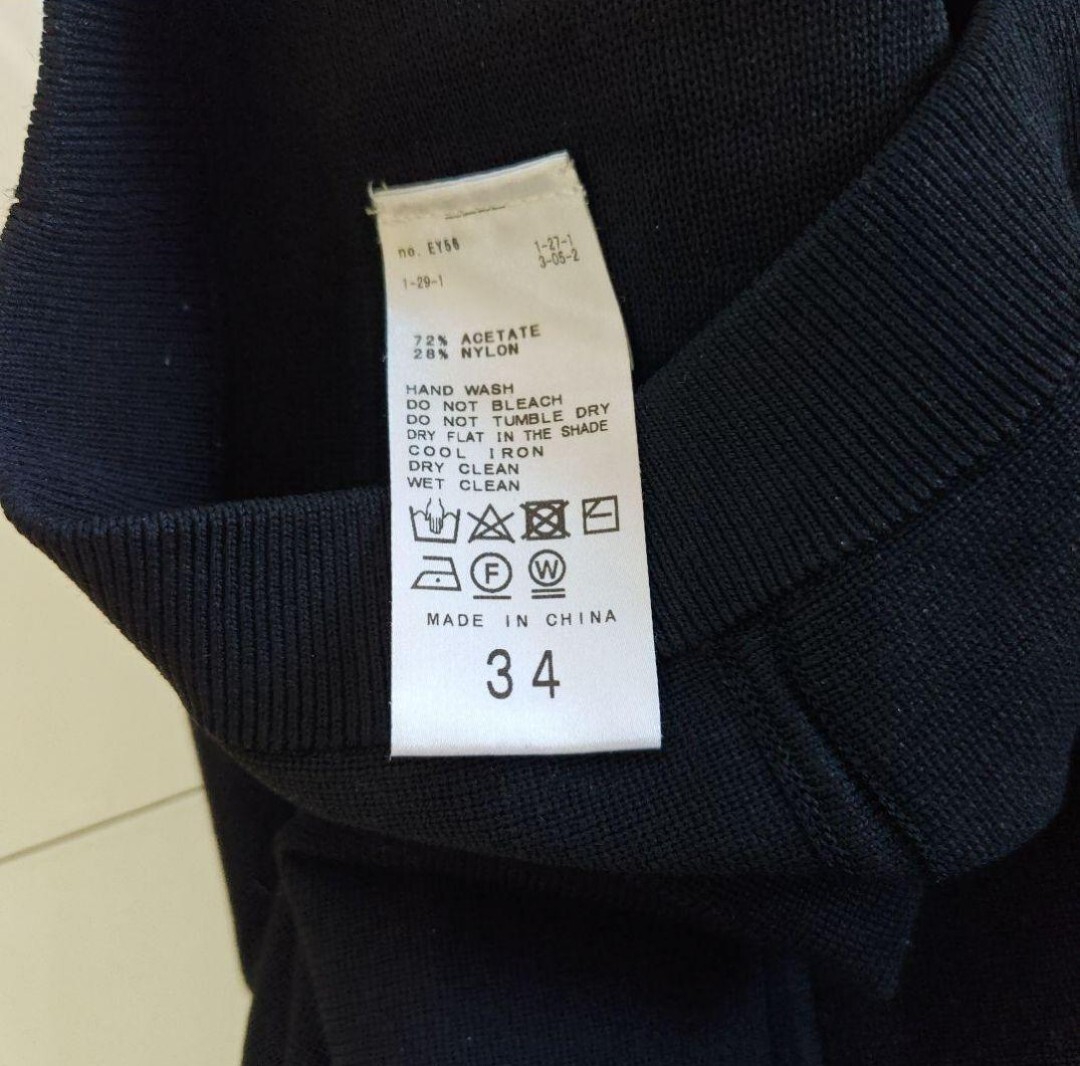 no. EY56
1-27-1
3-05-2
1-29-1
72% ACETATE
28% NYLON
HAND WASH
DO NOT BLEACH
DO NOT TUMBLE DRY
DRY FLAT IN THE SHADE
COOL IRON
DRY CLEAN
WET CLEAN
F W
MADE IN CHINA
34